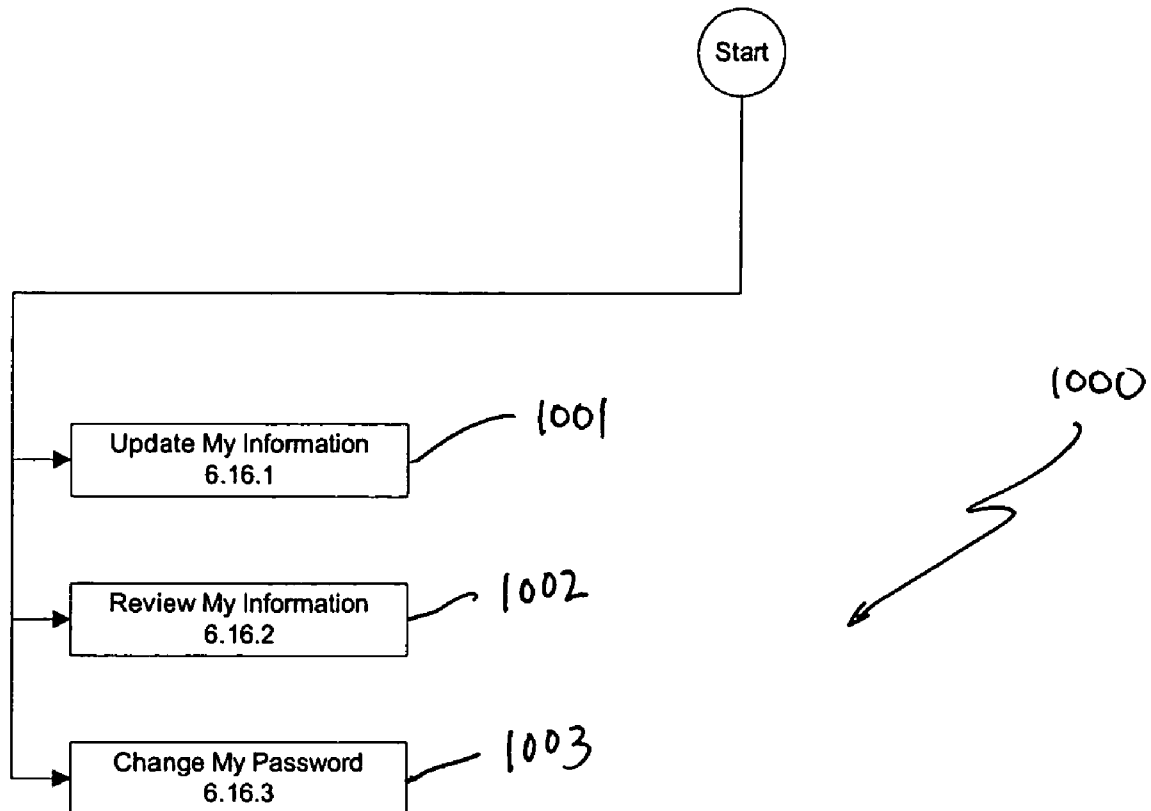 Start
1000
1001
Update My Information
6.16.1
1002
Review My Information
6.16.2
1003
Change My Password
6.16.3